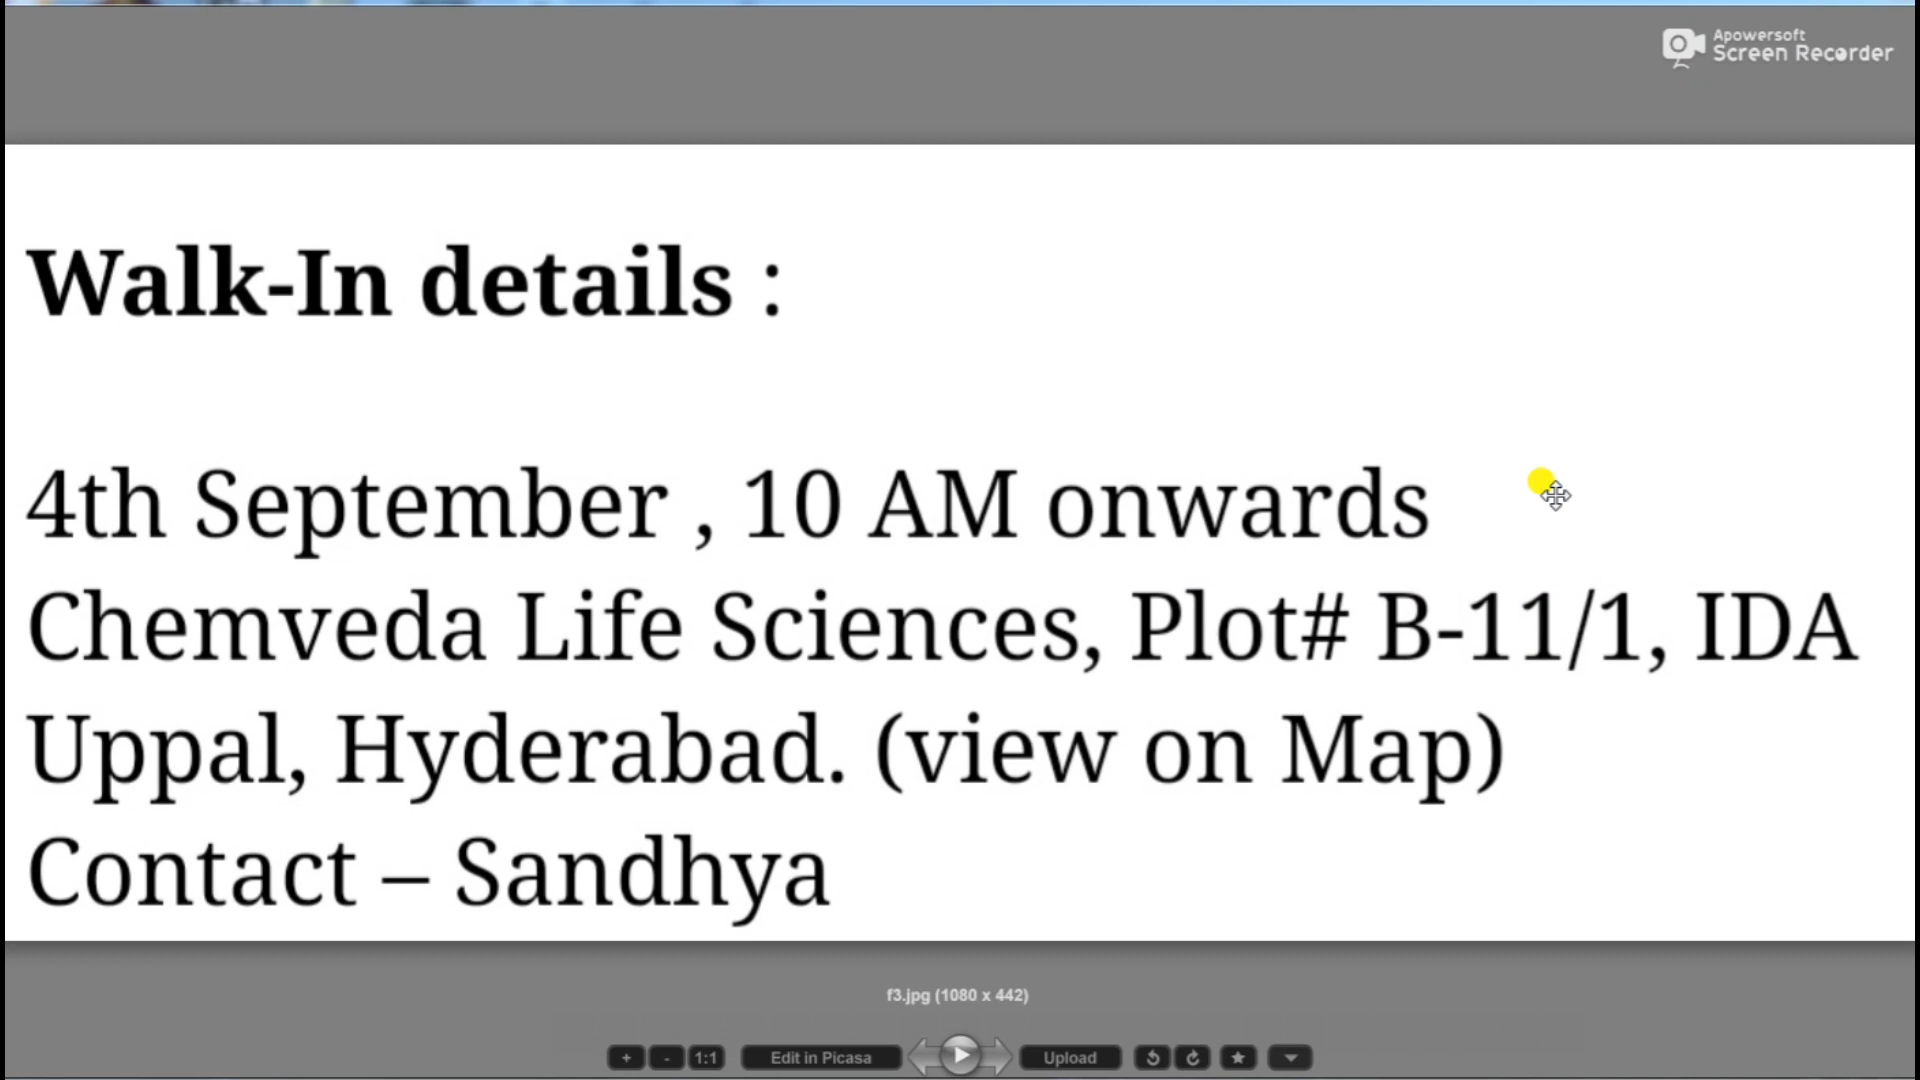 Apowersoft
Screen Recorder
Walk-In details :
4th September , 10 AM onwards
Chemveda Life Sciences, Plot# B-11/1, IDA
Uppal, Hyderabad. (view on Map)
Contact – Sandhya
f3.jpg (1080 x 442)
+ - 1:1 Edit in Picasa Upload